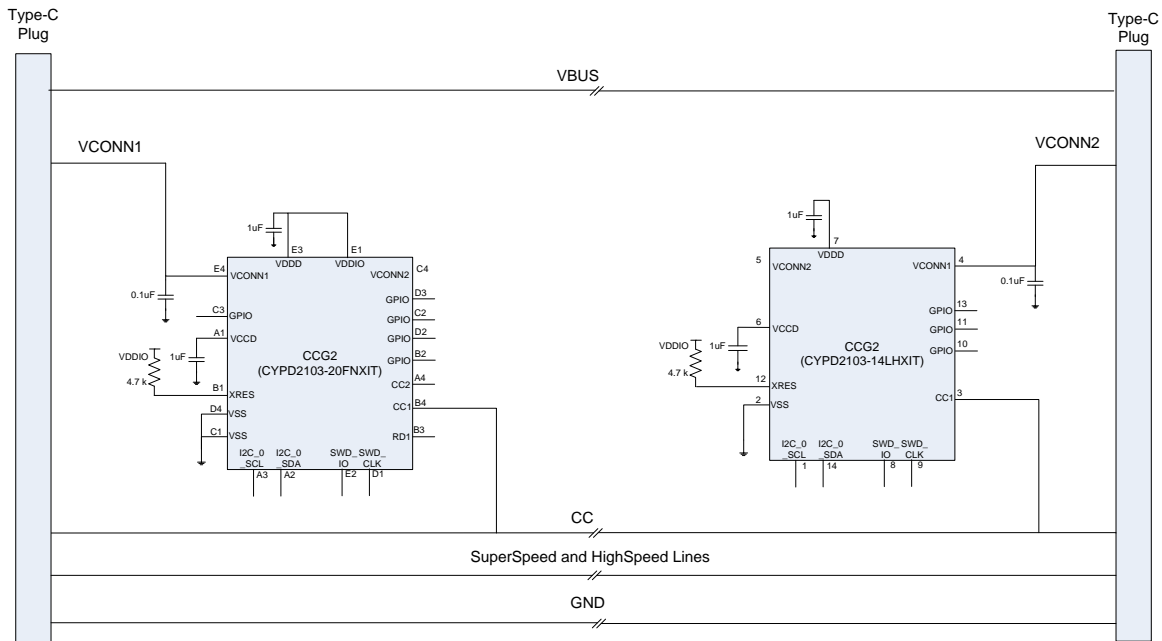 Type-C
Plug
Type-C
Plug
VBUS
VCONN1
VCONN2
1uF
E3
E1
VDDD
VDDIO
E4
VCONN1
VCONN2
C4
0.1uF
GPIO
D3
C3
GPIO
GPIO
C2
A1
VCCD
GPIO
D2
VDDIO
1uF
CCG2
(CYPD2103-20FNXIT)
GPIO
B2
4.7 k
CC2
A4
B1
XRES
CC1
B4
D4
VSS
C1
VSS
RD1
B3
I2C_0
_SCL
I2C_0
_SDA
SWD_
IO
SWD_
CLK
A3
A2
E2
D1
1uF
7
VDDD
5
VCONN2
VCONN1
4
0.1uF
GPIO
13
6
VCCD
GPIO
11
VDDIO
1uF
CCG2
(CYPD2103-14LHXIT)
GPIO
10
4.7 k
12
XRES
2
VSS
CC1
3
I2C_0
_SCL
I2C_0
_SDA
SWD_
IO
SWD_
CLK
1
14
8
9
CC
SuperSpeed and HighSpeed Lines
GND